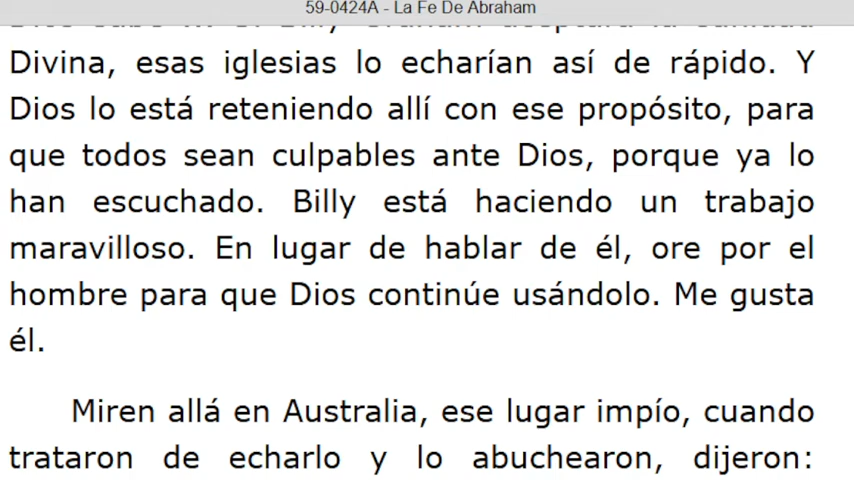 59-0424A - La Fe De Abraham
Divina, esas iglesias lo echarían así de rápido. Y
Dios lo está reteniendo allí con ese propósito, para
que todos sean culpables ante Dios, porque ya lo
han escuchado. Billy está haciendo un trabajo
maravilloso. En lugar de hablar de él, ore por el
hombre para que Dios continúe usándolo. Me gusta
él.
Miren allá en Australia, ese lugar impío, cuando
trataron de echarlo y lo abuchearon, dijeron: